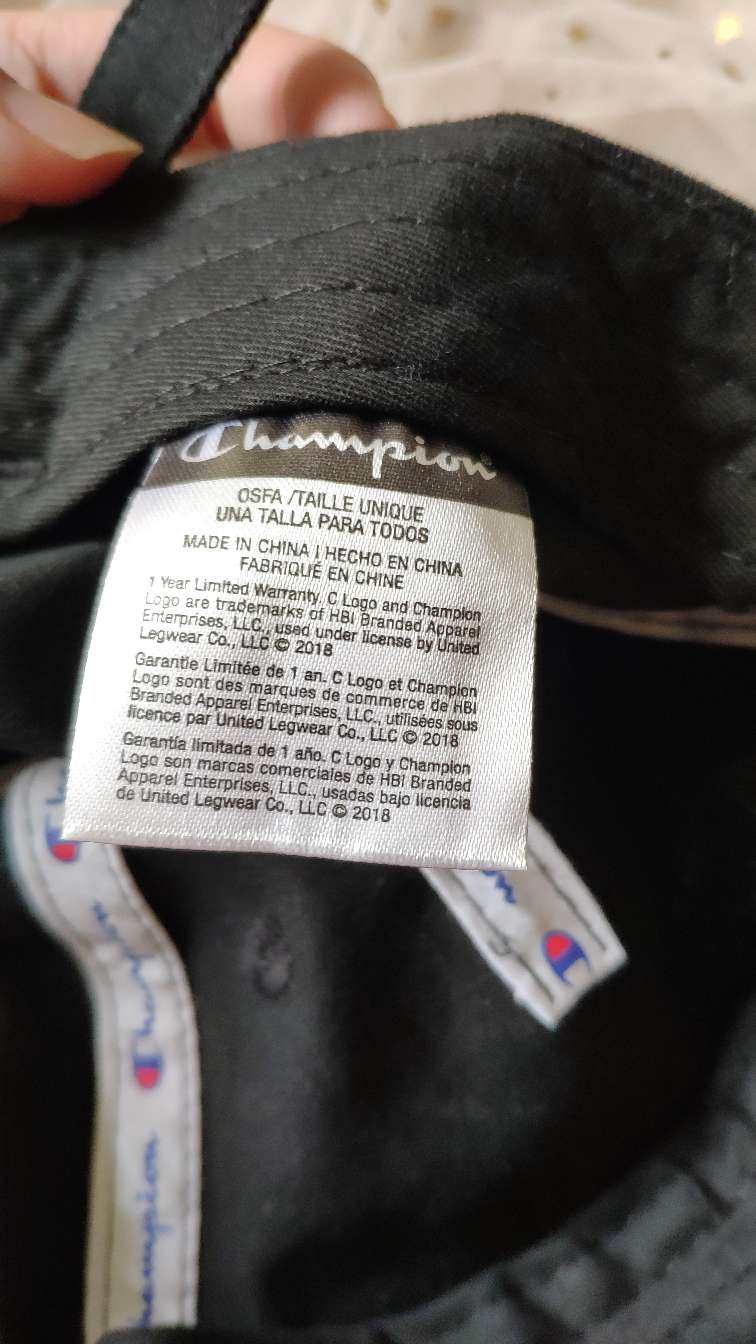 Champion
OSFA /TAILLE UNIQUE
UNA TALLA PARA TODOS
MADE IN CHINA | HECHO EN CHINA
FABRIQUÉ EN CHINE
1 Year Limited Warranty. C Logo and Champion
Logo are trademarks of HBI Branded Apparel
Enterprises, LLC., used under license by United
Legwear Co., LLC © 2018
Garantie Limitée de 1 an. C Logo et Champion
Logo sont des marques de commerce de HBI
Branded Apparel Enterprises, LLC., utilisées sous
licence par United Legwear Co., LLC © 2018
Garantía limitada de 1 año. C Logo y Champion
Logo son marcas comerciales de HBI Branded
Apparel Enterprises, LLC., usadas bajo licencia
de United Legwear Co., LLC © 2018
Champion
Champion
on
C